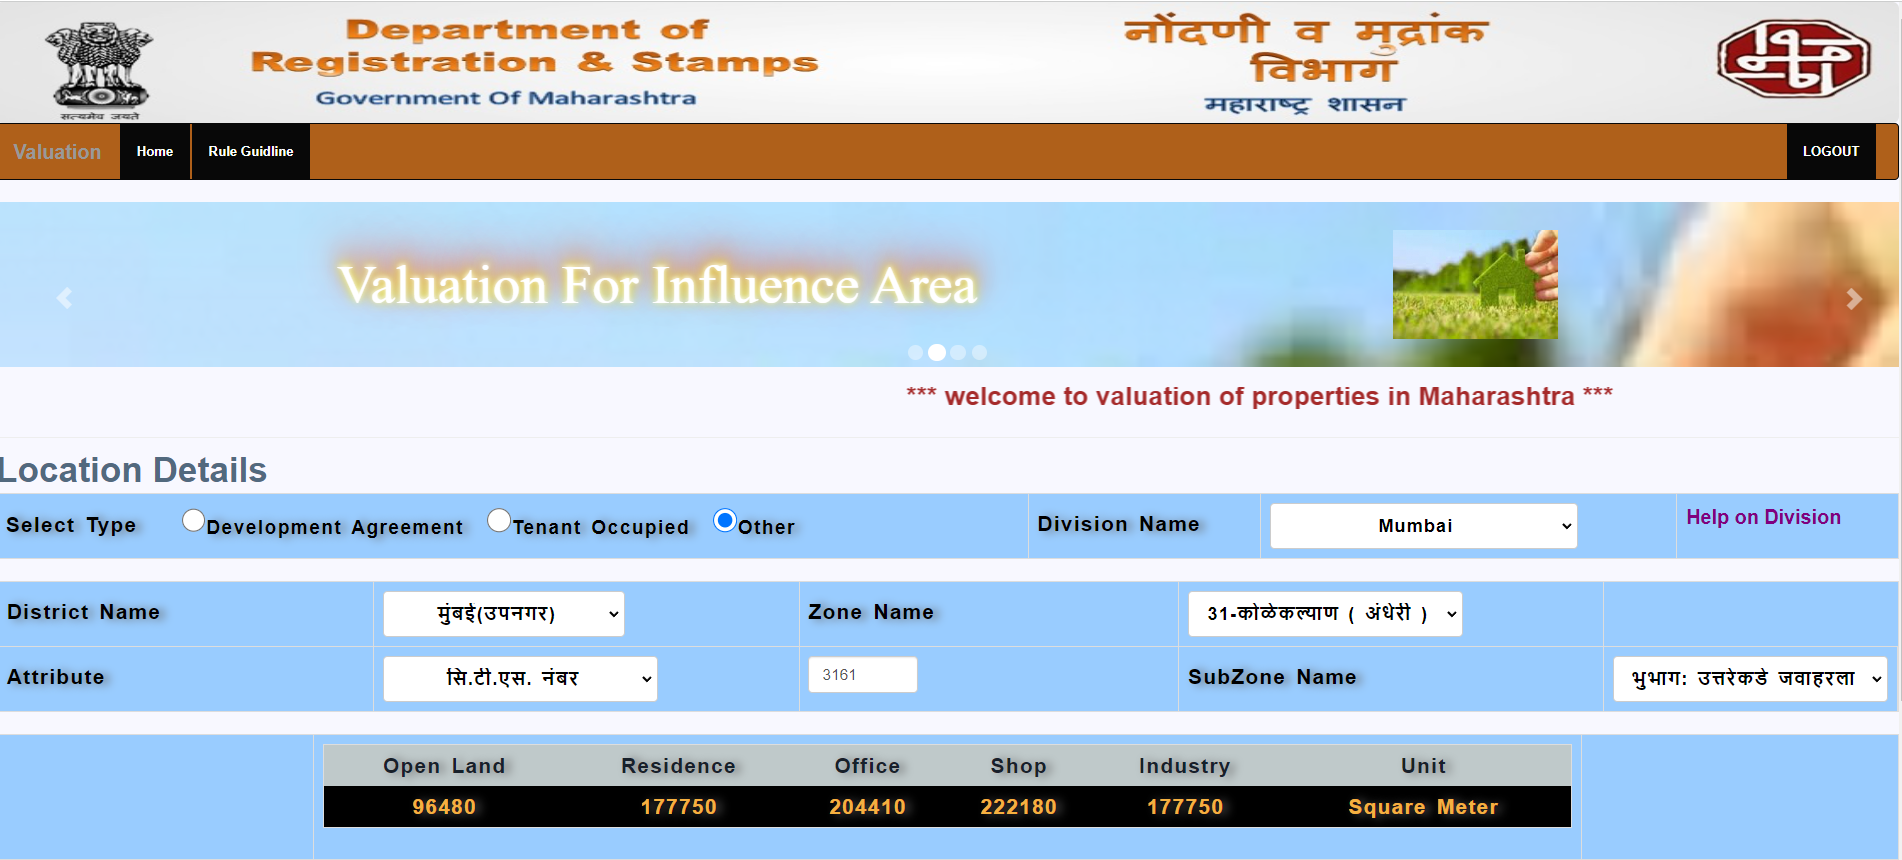 Department of
Registration & Stamps
Government Of Maharashtra
नोंदणी व मुद्रांक
विभाग
महाराष्ट्र शासन
सत्यमेव जयते
Valuation
Home
Rule Guidline
LOGOUT
Valuation For Influence Area
*** welcome to valuation of properties in Maharashtra ***
Location Details
Select Type Development Agreement Tenant Occupied Other Division Name Mumbai Help on Division
District Name मुंबई(उपनगर) Zone Name 31-कोळेकल्याण ( अंधेरी )
Attribute सि.टी.एस. नंबर 3161 SubZone Name भुभाग: उत्तरेकडे जवाहरला
Open Land Residence Office Shop Industry Unit
96480 177750 204410 222180 177750 Square Meter